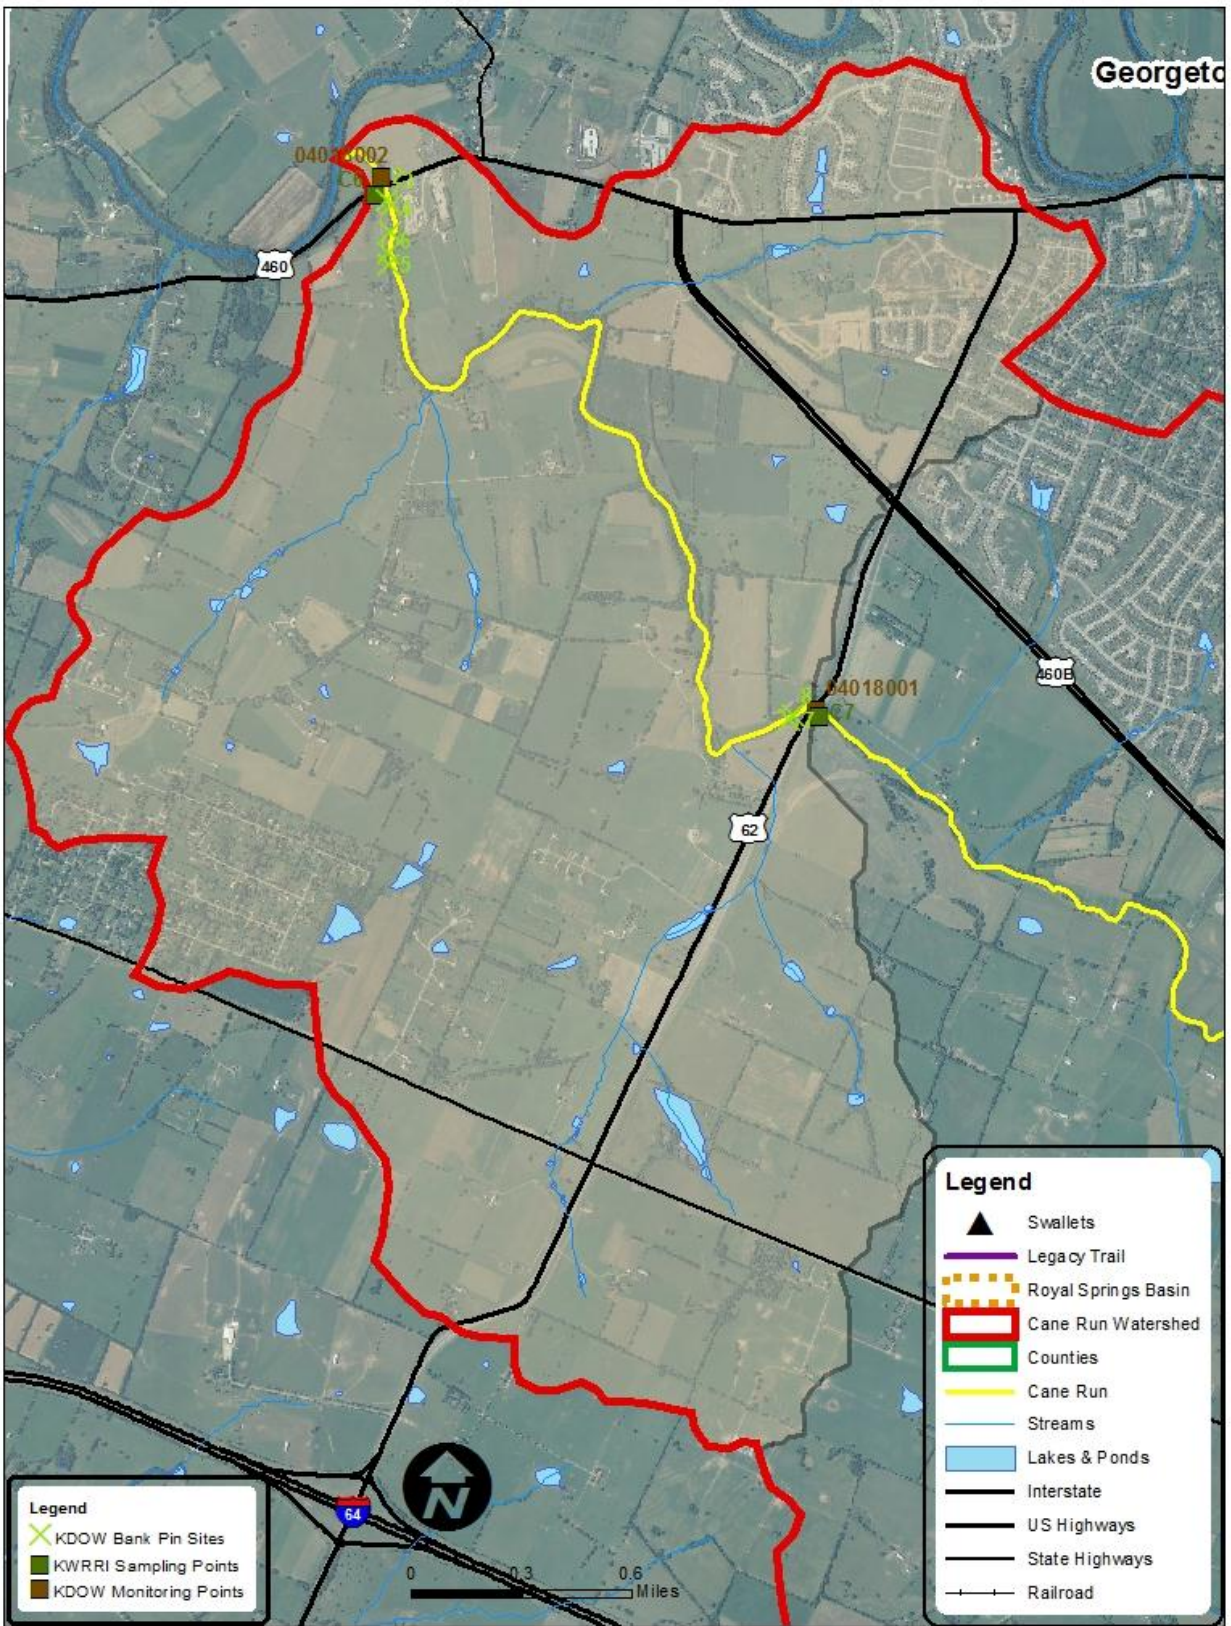 Georgeto
04018002
460
460B
04018001
C7
62
Legend
Swallets
Legacy Trail
Royal Springs Basin
Cane Run Watershed
Counties
Cane Run
Streams
Lakes & Ponds
Interstate
US Highways
State Highways
Railroad
Legend
KDOW Bank Pin Sites
KWRRI Sampling Points
KDOW Monitoring Points
64
N
0 0.3 0.6
Miles